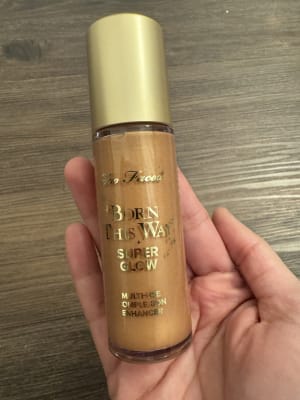 Too Faced
BORN
THIS WAY
SUPER
GLOW
MULTI-USE
COMPLEXION
ENHANCER